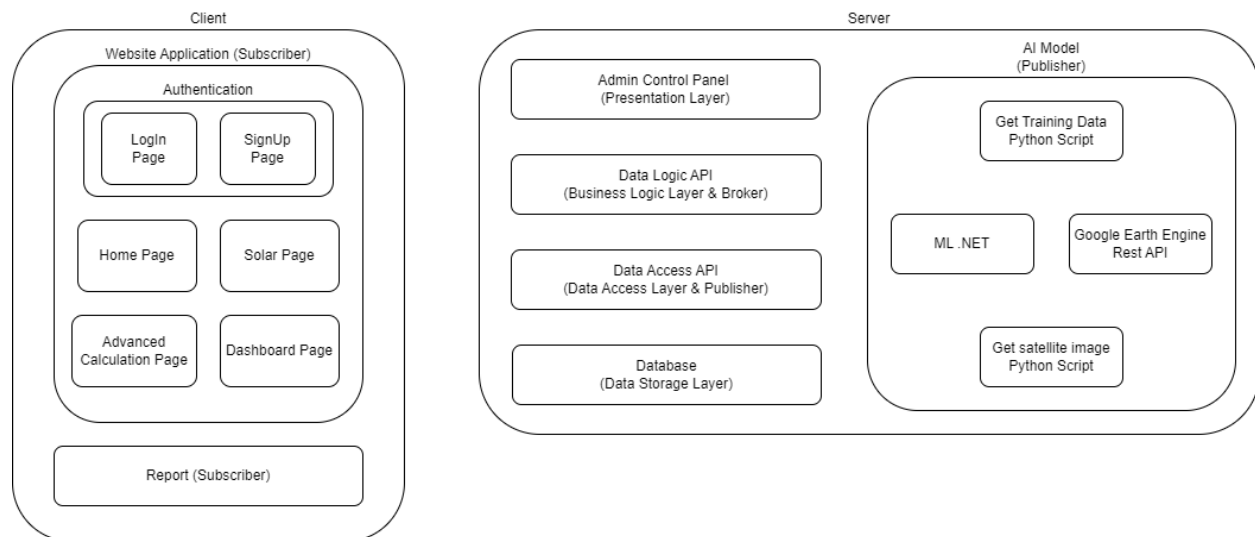 Client
Website Application (Subscriber)
Authentication
LogIn
Page
SignUp
Page
Home Page
Solar Page
Advanced
Calculation Page
Dashboard Page
Report (Subscriber)
Server
Admin Control Panel
(Presentation Layer)
Data Logic API
(Business Logic Layer & Broker)
Data Access API
(Data Access Layer & Publisher)
Database
(Data Storage Layer)
AI Model
(Publisher)
Get Training Data
Python Script
ML .NET
Google Earth Engine
Rest API
Get satellite image
Python Script